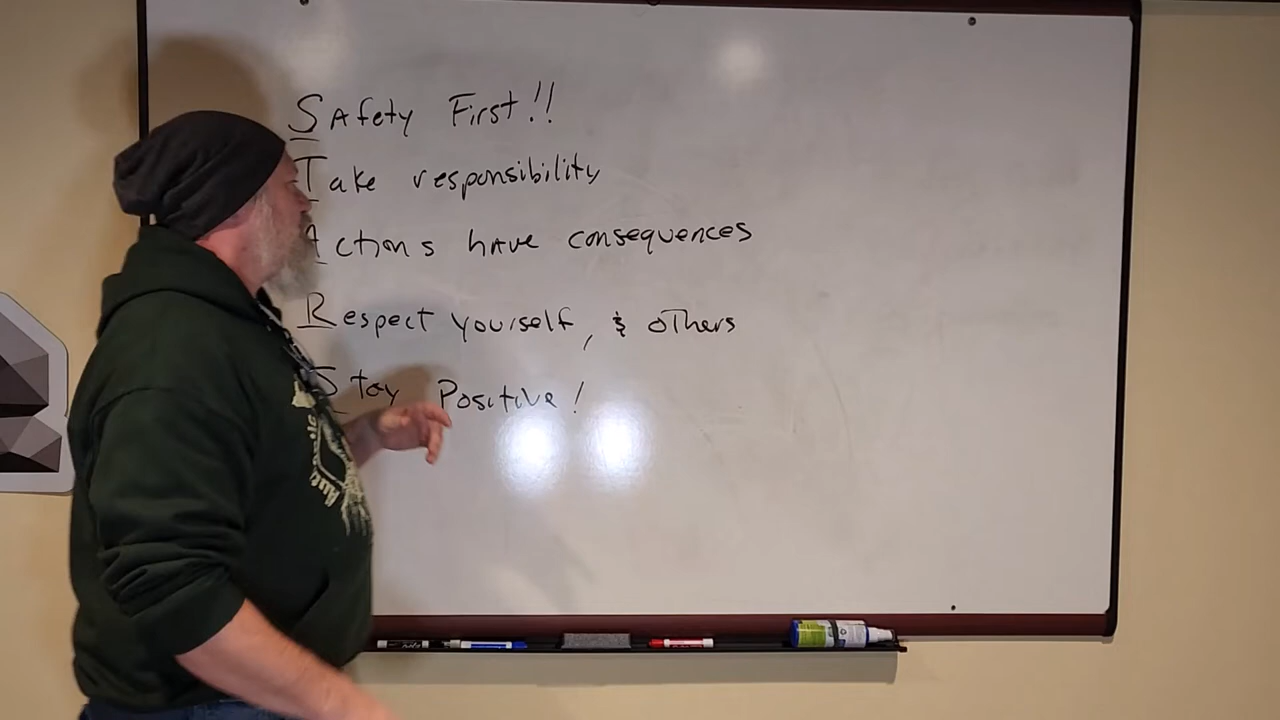 Safety First!!
Take responsibility
Actions have consequences
Respect yourself, & others
Stay Positive!